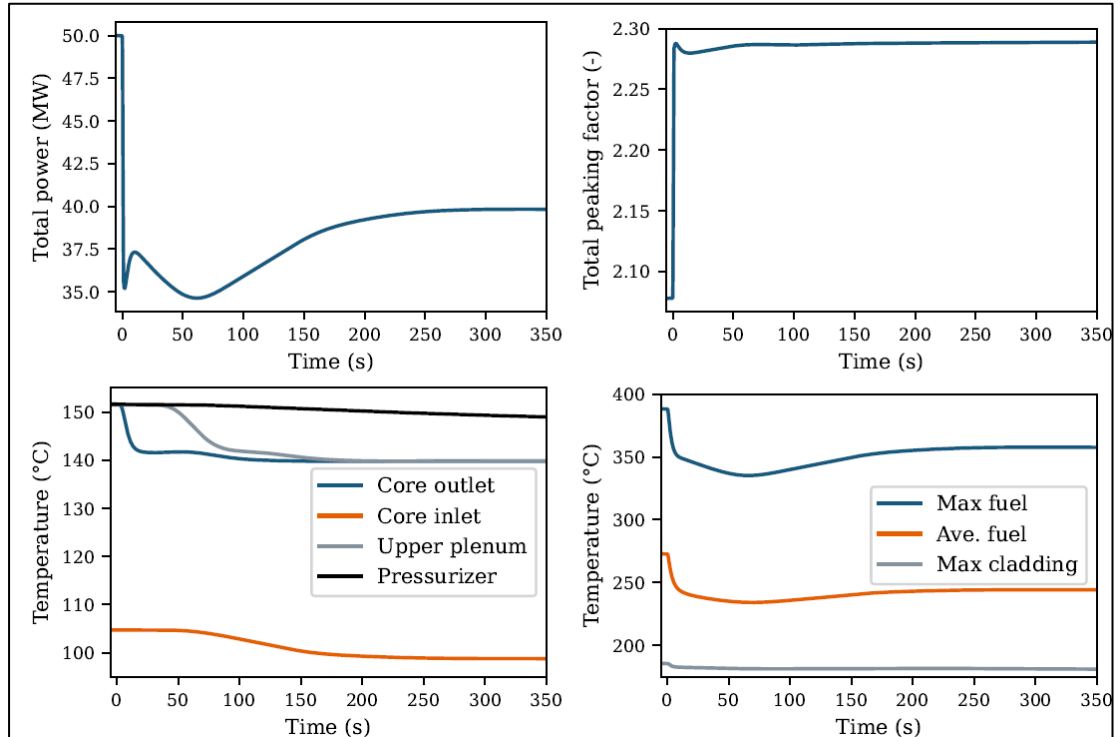 Total power (MW)
50.0
47.5
45.0
42.5
40.0
37.5
35.0
0 50 100 150 200 250 300 350
Time (s)
Total peaking factor (-)
2.30
2.25
2.20
2.15
2.10
0 50 100 150 200 250 300 350
Time (s)
Temperature (°C)
150
140
130
120
110
100
Core outlet
Core inlet
Upper plenum
Pressurizer
0 50 100 150 200 250 300 350
Time (s)
Temperature (°C)
400
350
300
250
200
Max fuel
Ave. fuel
Max cladding
0 50 100 150 200 250 300 350
Time (s)